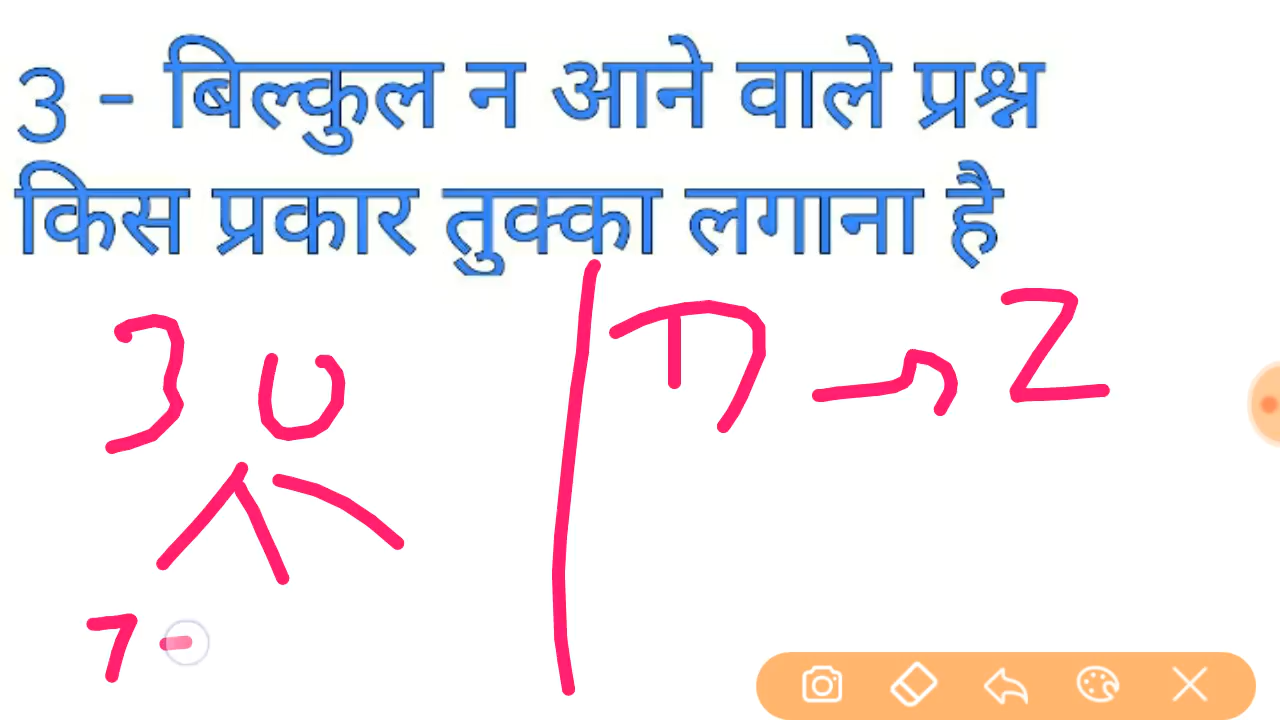 3 - बिल्कुल न आने वाले प्रश्न
किस प्रकार तुक्का लगाना है
30
7 -